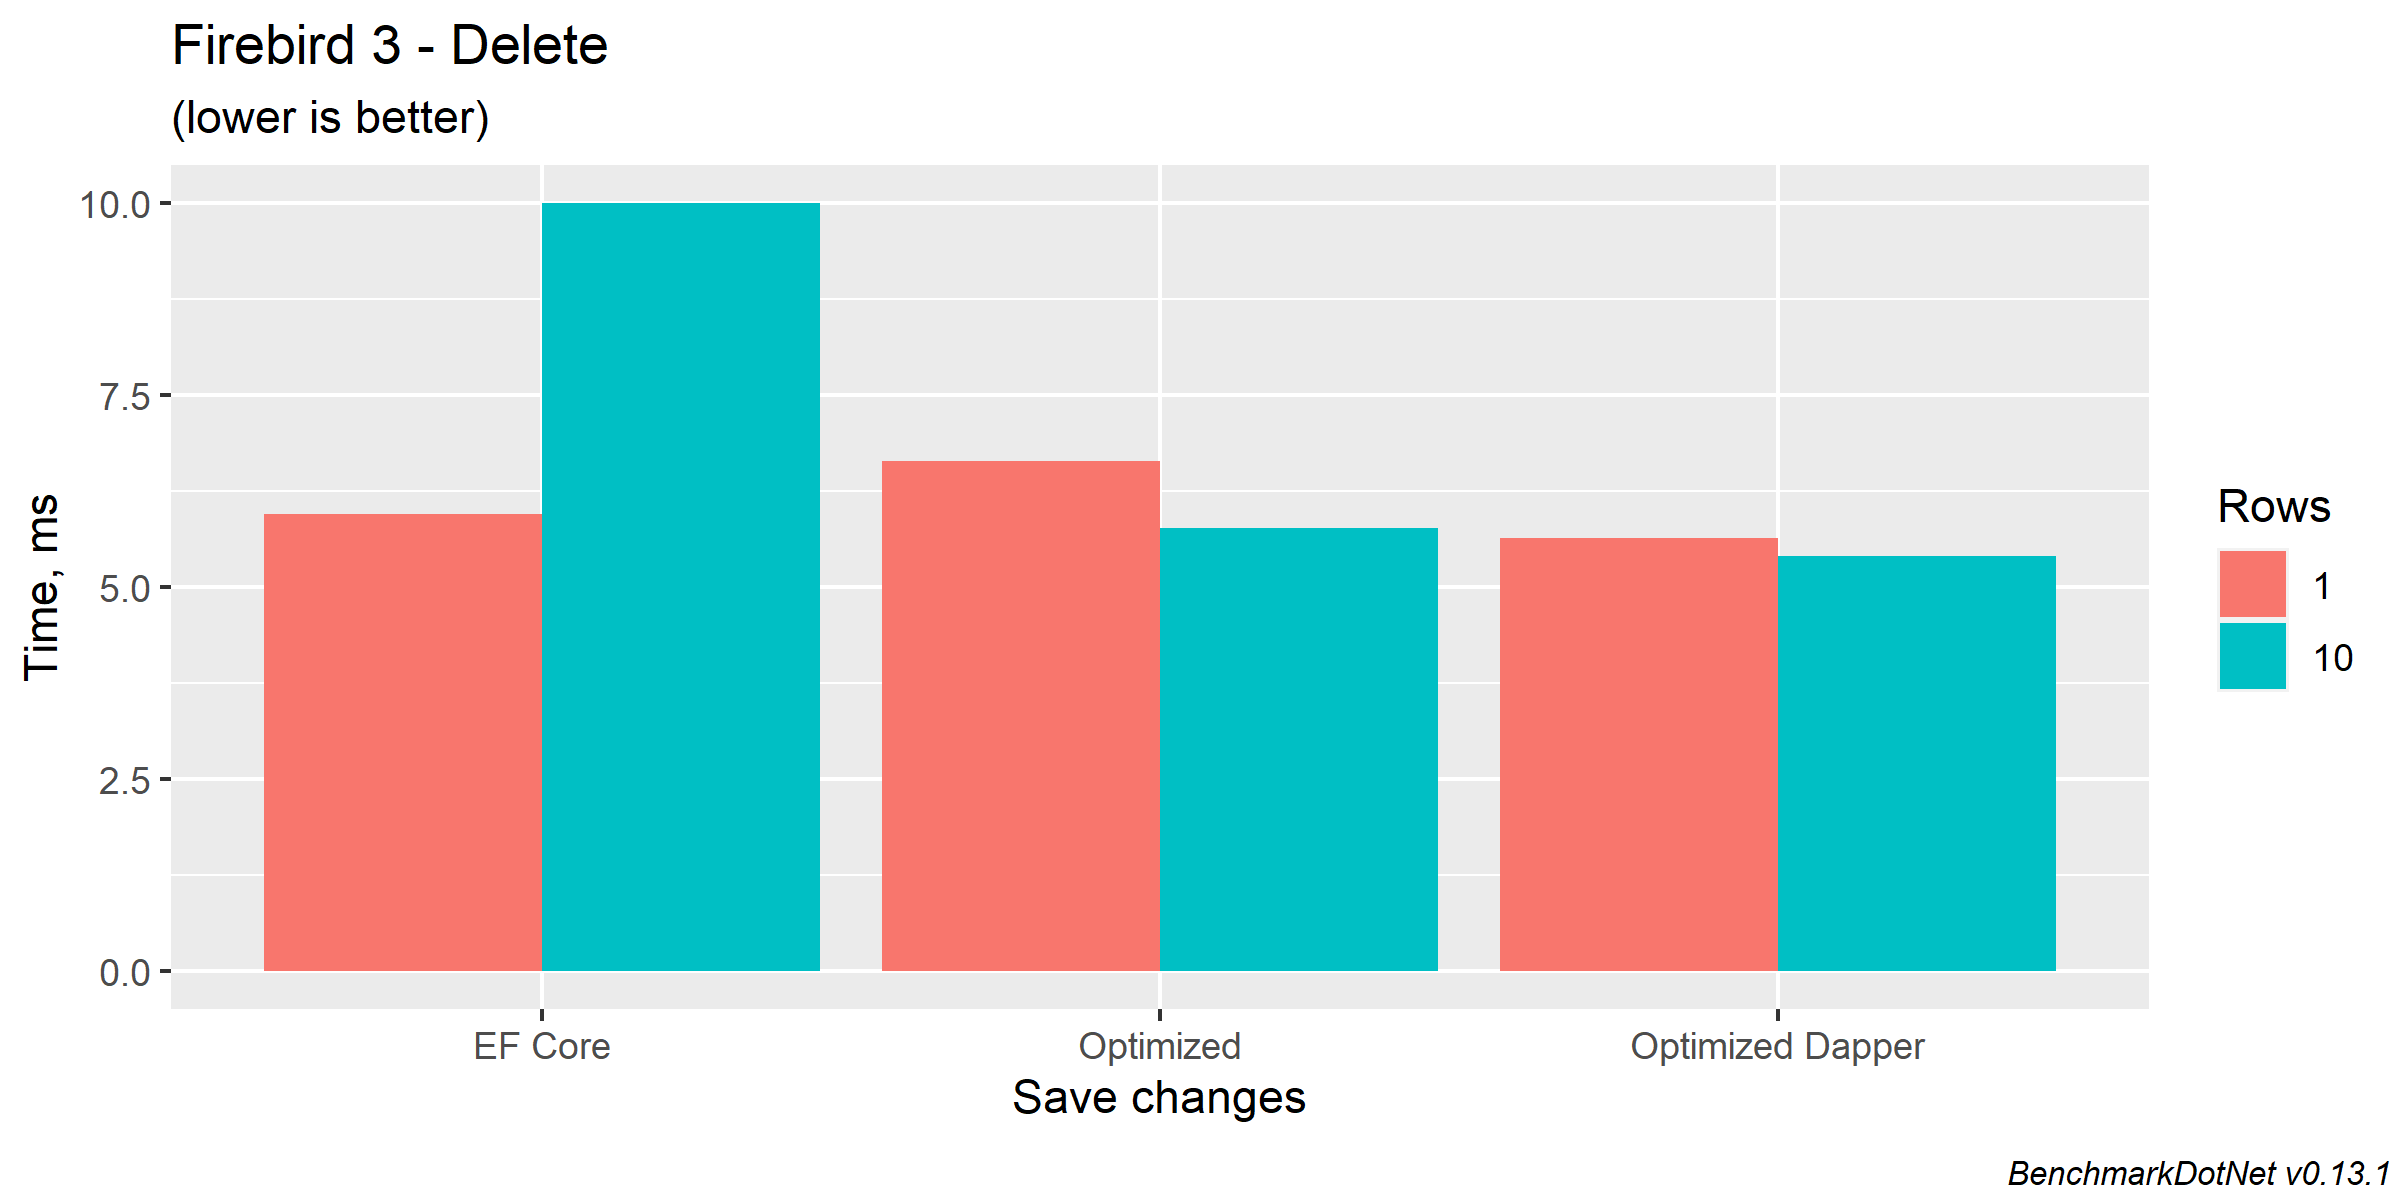 Firebird 3 - Delete
(lower is better)
Time, ms
10.0
7.5
5.0
2.5
0.0
EF Core
Optimized
Optimized Dapper
Save changes
Rows
1
10
BenchmarkDotNet v0.13.1